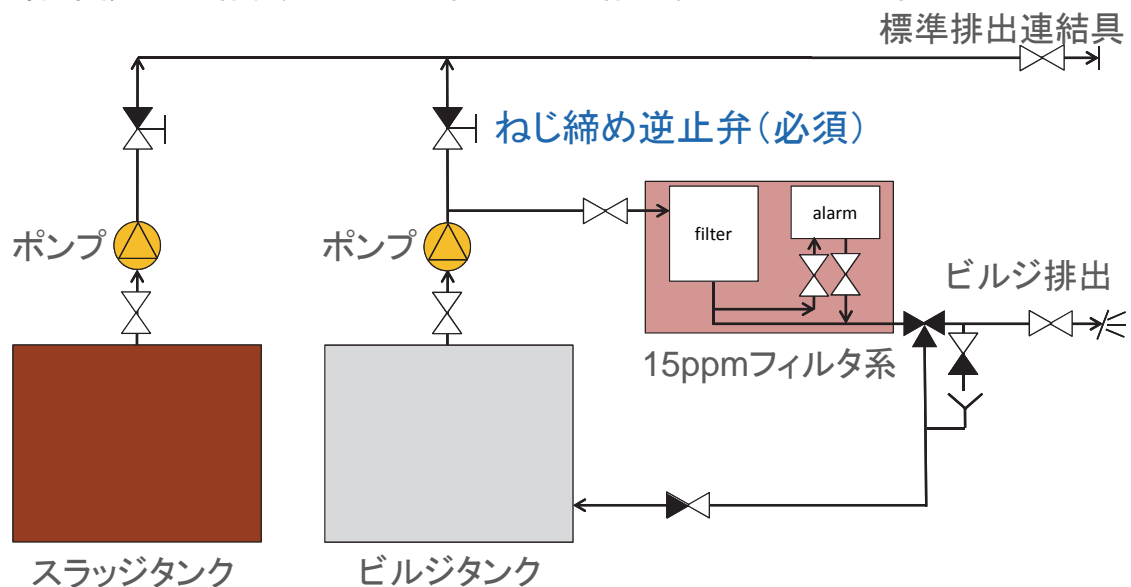 標準排出連結具
ねじ締め逆止弁(必須)
ポンプ
ポンプ
filter
alarm
ビルジ排出
15ppmフィルタ系
スラッジタンク
ビルジタンク